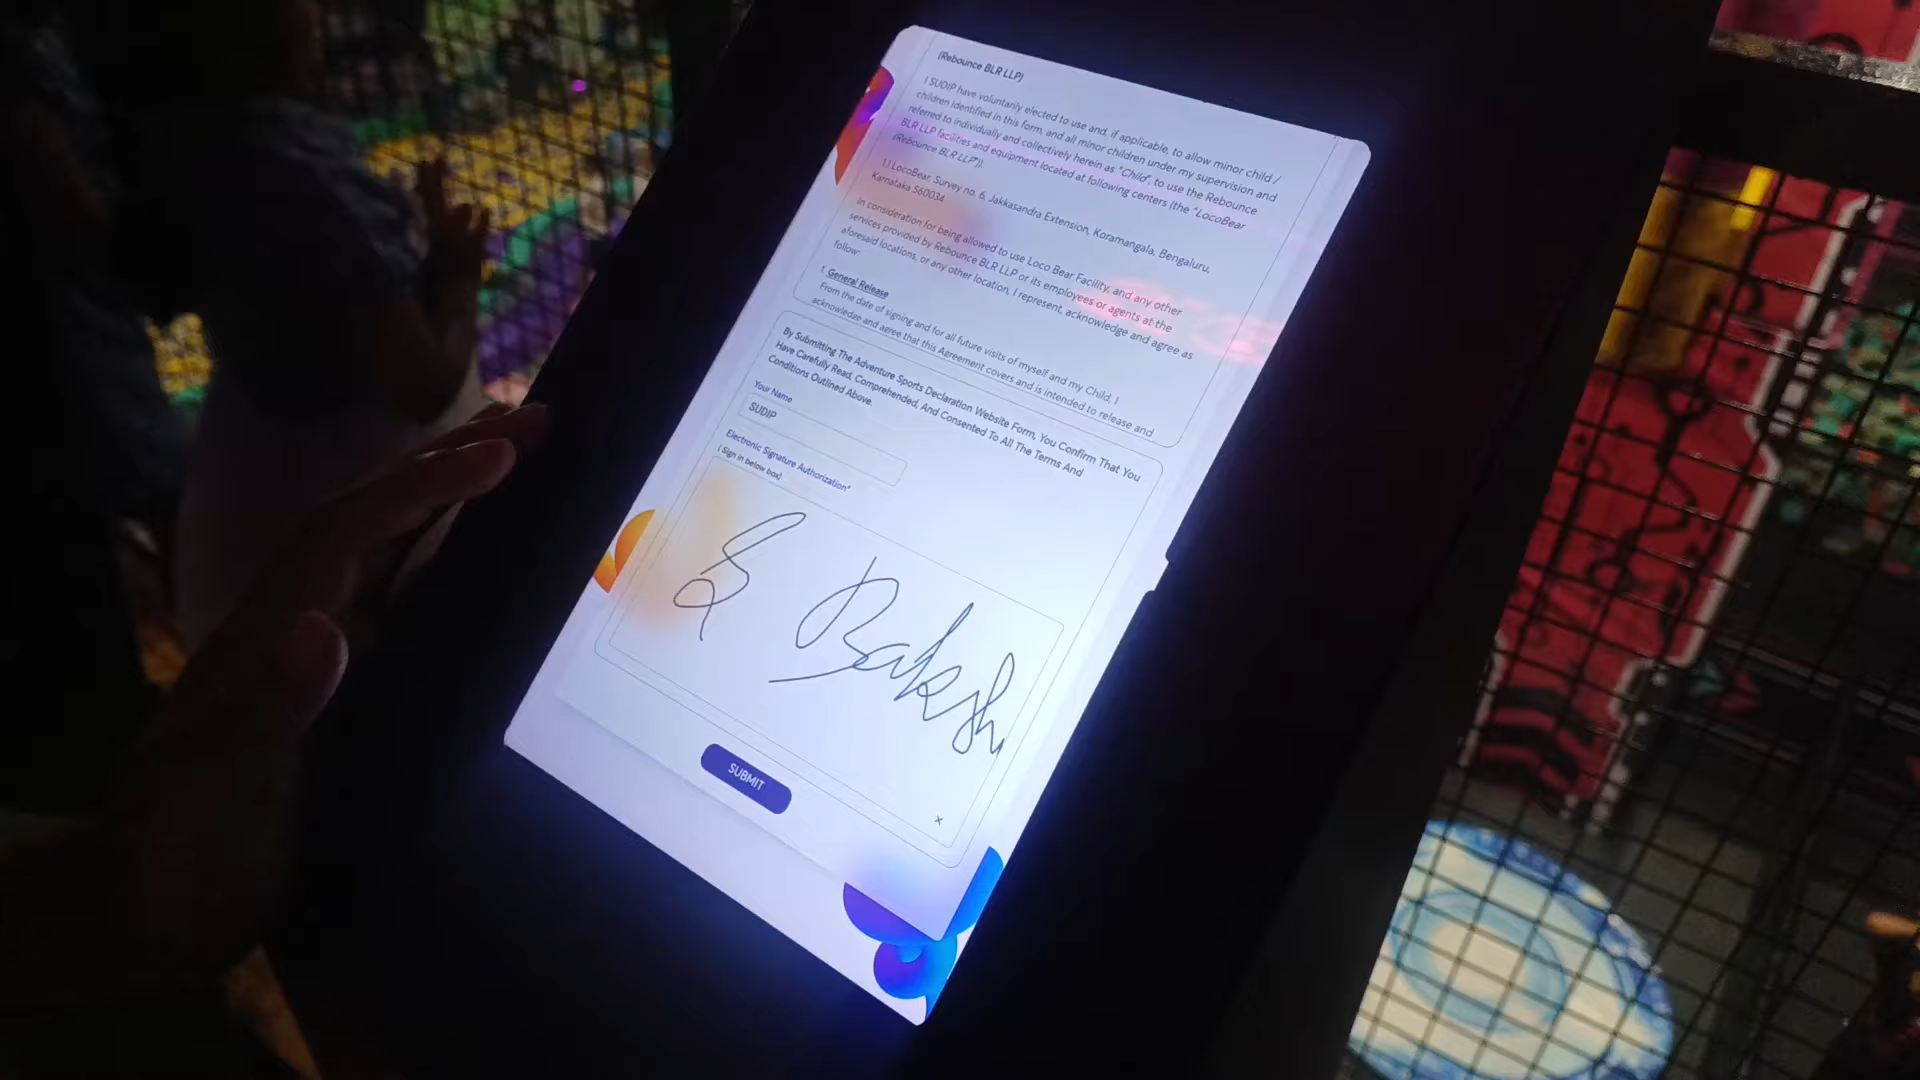 (Rebounce BLR LLP)
I SUDIP have voluntarily elected to use and, if applicable, to allow minor child /
children identified in this form, and all minor children under my supervision and
referred to individually and collectively herein as "Child", to use the Rebounce
BLR LLP facilities and equipment located at following centers (the "LocoBear
(Rebounce BLR LLP")).
1.) LocoBear, Survey no. 6, Jakkasandra Extension, Koramangala, Bengaluru,
Karnataka 560034
In consideration for being allowed to use Loco Bear Facility, and any other
services provided by Rebounce BLR LLP or its employees or agents at the
aforesaid locations, or any other location, I represent, acknowledge and agree as
follow:
1. General Release
From the date of signing and for all future visits of myself and my Child, I
acknowledge and agree that this Agreement covers and is intended to release and
By Submitting The Adventure Sports Declaration Website Form, You Confirm That You
Have Carefully Read, Comprehended, And Consented To All The Terms And
Conditions Outlined Above.
Your Name
SUDIP
Electronic Signature Authorization*
( Sign in below box)
S Bakshi
SUBMIT
x